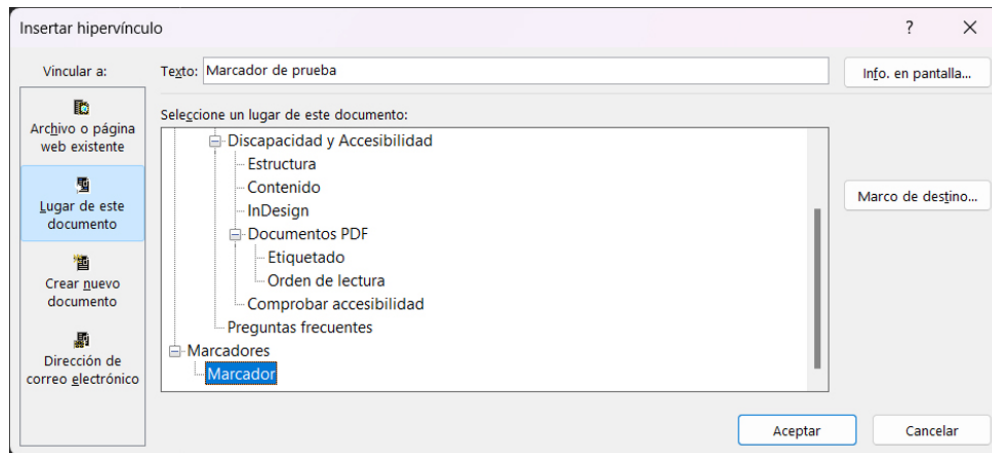 Insertar hipervínculo
?
Vincular a:
Texto: Marcador de prueba
Info. en pantalla...
Archivo o página
web existente
Lugar de este
documento
Crear nuevo
documento
Dirección de
correo electrónico
Seleccione un lugar de este documento:
Discapacidad y Accesibilidad
Estructura
Contenido
InDesign
Documentos PDF
Etiquetado
Orden de lectura
Comprobar accesibilidad
Preguntas frecuentes
Marcadores
Marcador
Marco de destino...
Aceptar
Cancelar